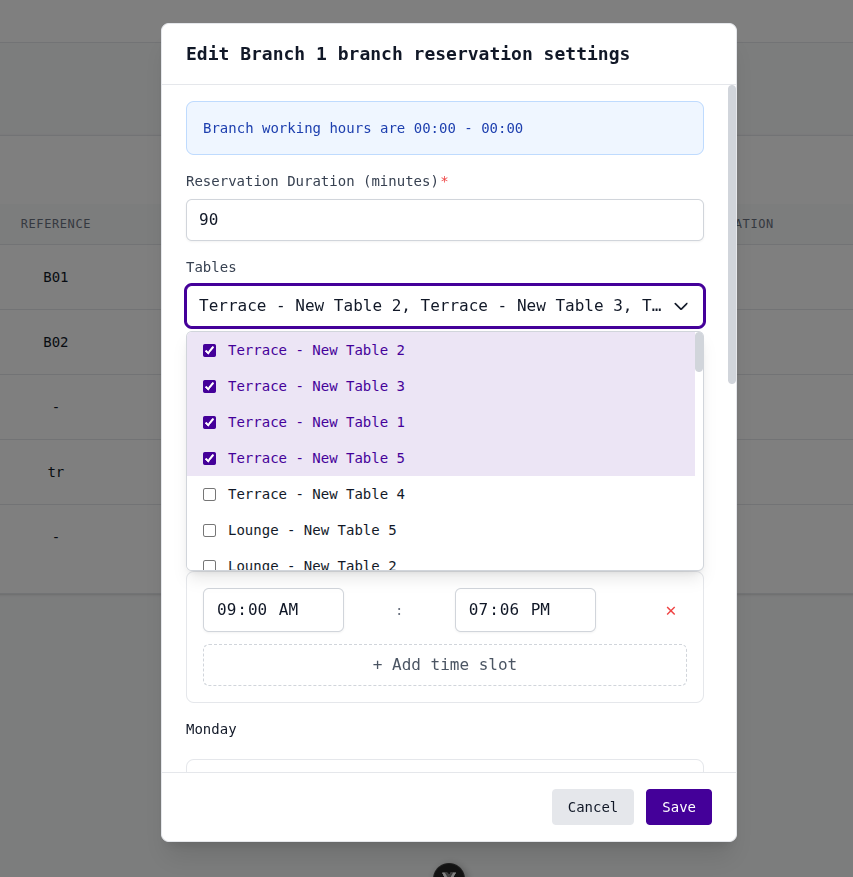 Edit Branch 1 branch reservation settings
Branch working hours are 00:00 - 00:00
Reservation Duration (minutes)*
90
Tables
Terrace - New Table 2, Terrace - New Table 3, T…
Terrace - New Table 2
Terrace - New Table 3
Terrace - New Table 1
Terrace - New Table 5
Terrace - New Table 4
Lounge - New Table 5
Lounge - New Table 2
09:00 AM : 07:06 PM ×
+ Add time slot
Monday
Cancel Save
REFERENCE
B01
B02
-
tr
-
ATION